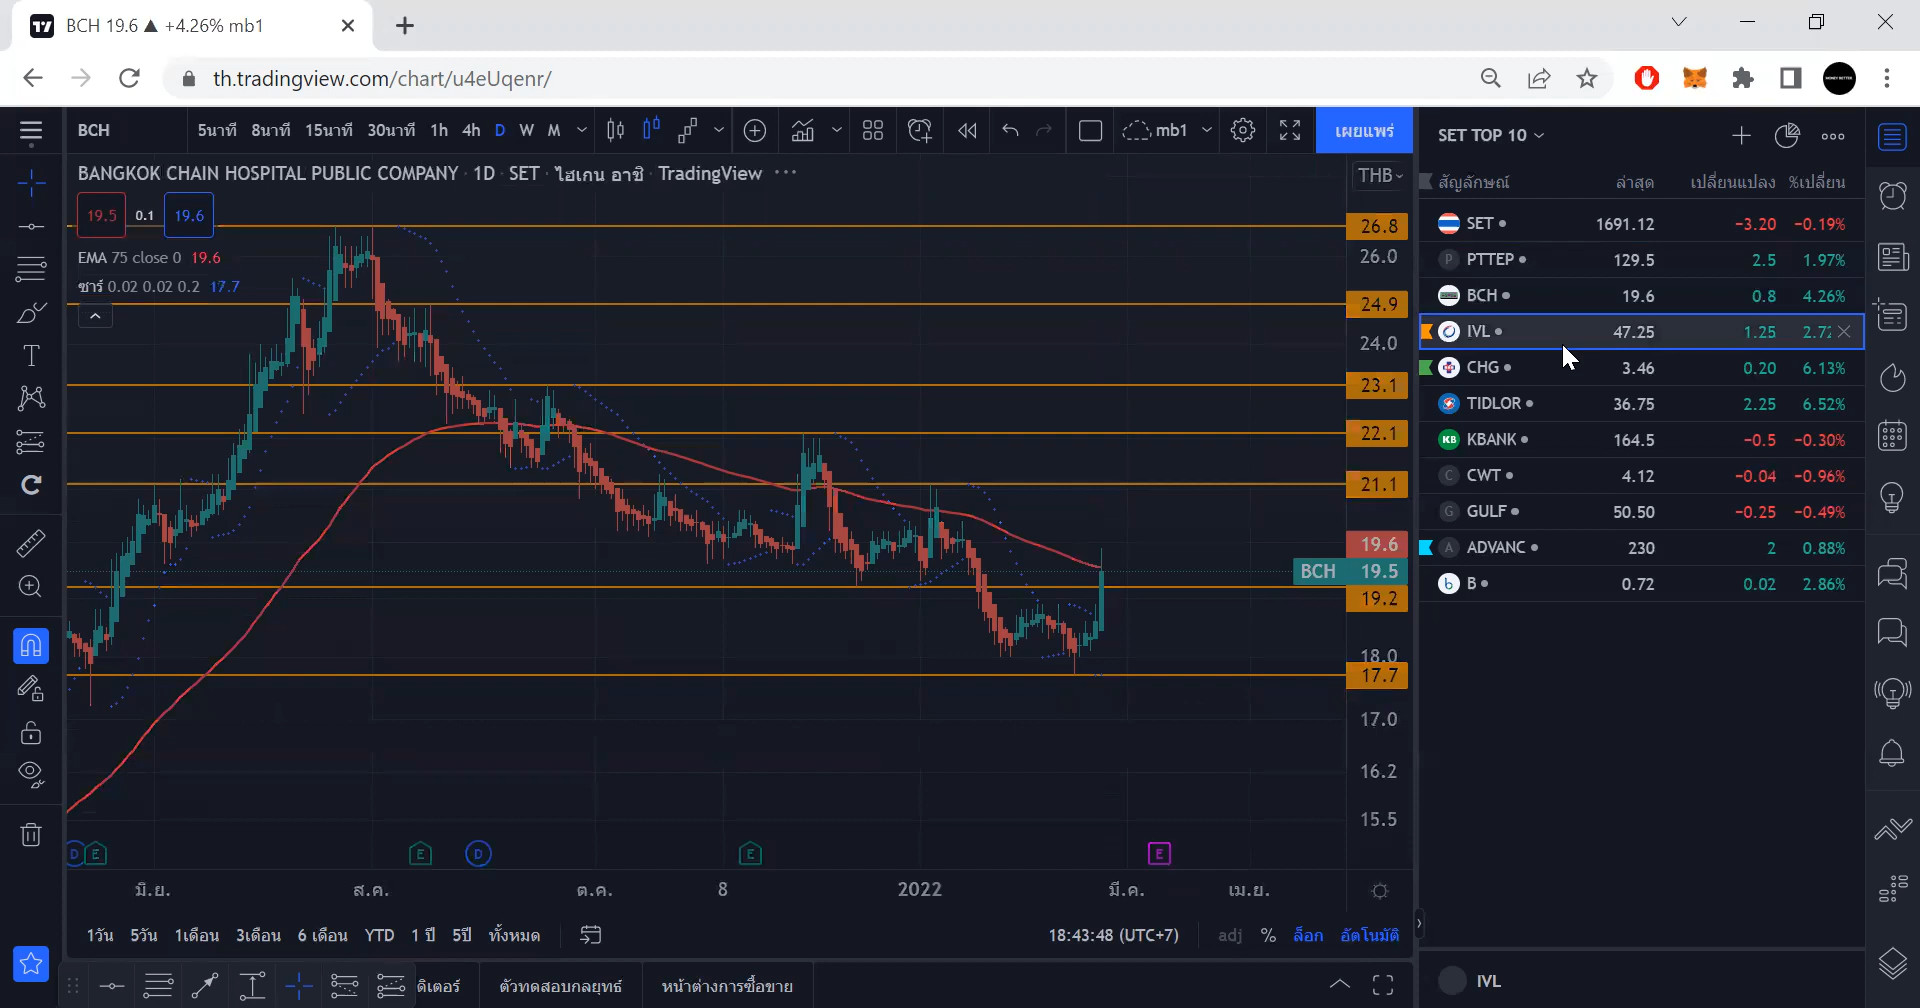 BCH 19.6 ▲ +4.26% mb1
th.tradingview.com/chart/u4eUqenr/
BCH 5นาที 8นาที 15นาที 30นาที 1h 4h D W M mb1 เผยแพร่
BANGKOK CHAIN HOSPITAL PUBLIC COMPANY · 1D · SET · ไฮเกน อาชิ · TradingView ···
THB
19.5 0.1 19.6
EMA 75 close 0 19.6
ซาร์ 0.02 0.02 0.2 17.7
26.8
26.0
24.9
24.0
23.1
22.1
21.1
19.6
BCH 19.5
19.2
18.0
17.7
17.0
16.2
15.5
D E E D E E
มิ.ย. ส.ค. ต.ค. 8 2022 มี.ค. เม.ย.
1วัน 5วัน 1เดือน 3เดือน 6 เดือน YTD 1 ปี 5ปี ทั้งหมด 18:43:48 (UTC+7) adj % ล็อก อัตโนมัติ
ดิเตอร์ ตัวทดสอบกลยุทธ์ หน้าต่างการซื้อขาย
SET TOP 10
สัญลักษณ์ ล่าสุด เปลี่ยนแปลง %เปลี่ยน
SET 1691.12 −3.20 −0.19%
P PTTEP 129.5 2.5 1.97%
BCH 19.6 0.8 4.26%
IVL 47.25 1.25 2.72
CHG 3.46 0.20 6.13%
TIDLOR 36.75 2.25 6.52%
KB KBANK 164.5 −0.5 −0.30%
C CWT 4.12 −0.04 −0.96%
G GULF 50.50 −0.25 −0.49%
A ADVANC 230 2 0.88%
b B 0.72 0.02 2.86%
IVL